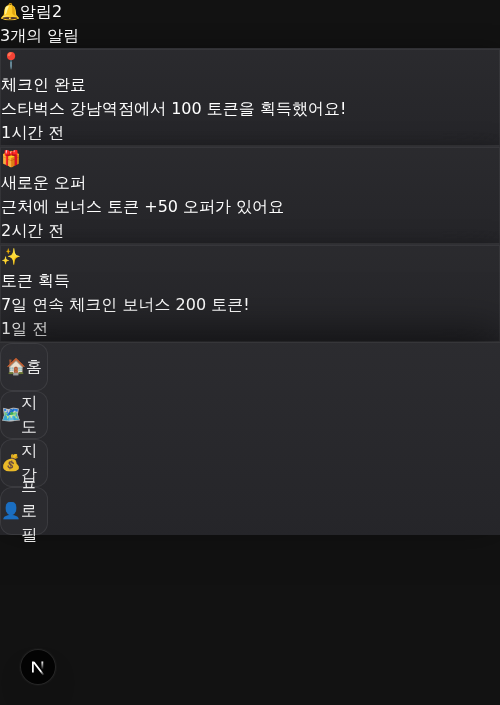 🔔알림2
3개의 알림
📍
체크인 완료
스타벅스 강남역점에서 100 토큰을 획득했어요!
1시간 전
🎁
새로운 오퍼
근처에 보너스 토큰 +50 오퍼가 있어요
2시간 전
✨
토큰 획득
7일 연속 체크인 보너스 200 토큰!
1일 전
🏠홈
🗺️지
도
💰지
갑
👤프
로
필
N